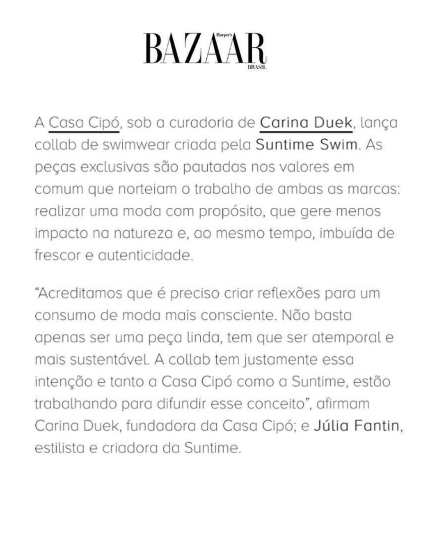 Harper's
BAZAAR
BRASIL
A Casa Cipó, sob a curadoria de Carina Duek, lança
collab de swimwear criada pela Suntime Swim. As
peças exclusivas são pautadas nos valores em
comum que norteiam o trabalho de ambas as marcas:
realizar uma moda com propósito, que gere menos
impacto na natureza e, ao mesmo tempo, imbuída de
frescor e autenticidade.
“Acreditamos que é preciso criar reflexões para um
consumo de moda mais consciente. Não basta
apenas ser uma peça linda, tem que ser atemporal e
mais sustentável. A collab tem justamente essa
intenção e tanto a Casa Cipó como a Suntime, estão
trabalhando para difundir esse conceito”, afirmam
Carina Duek, fundadora da Casa Cipó; e Júlia Fantin,
estilista e criadora da Suntime.